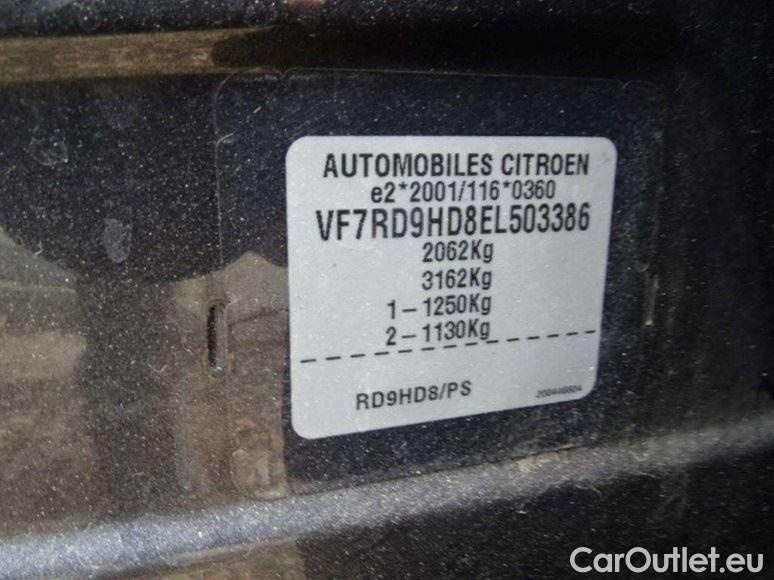 AUTOMOBILES CITROEN
e2*2001/116*0360
VF7RD9HD8EL503386
2062Kg
3162Kg
1-1250Kg
2-1130Kg
RD9HD8/PS
CarOutlet.eu